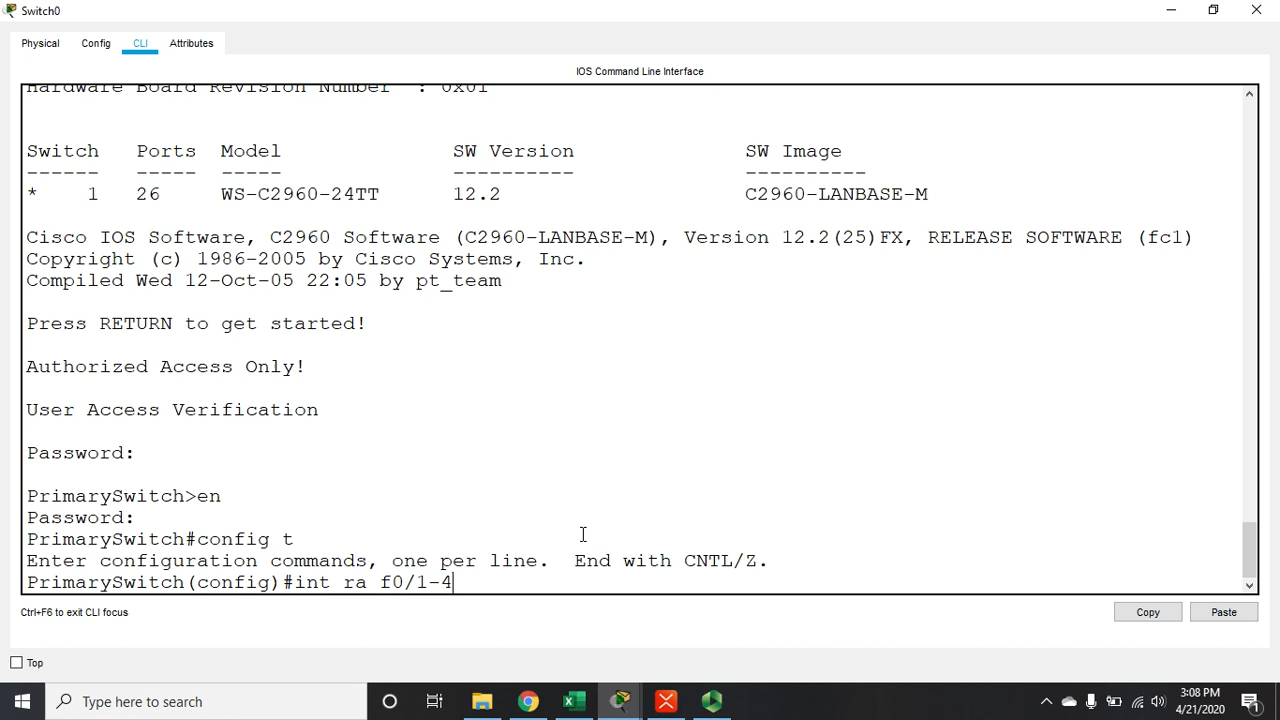 Switch0
Physical Config CLI Attributes
IOS Command Line Interface
Hardware Board Revision Number : 0x01
Switch Ports Model SW Version SW Image
------ ----- ----- ---------- ----------
* 1 26 WS-C2960-24TT 12.2 C2960-LANBASE-M
Cisco IOS Software, C2960 Software (C2960-LANBASE-M), Version 12.2(25)FX, RELEASE SOFTWARE (fc1)
Copyright (c) 1986-2005 by Cisco Systems, Inc.
Compiled Wed 12-Oct-05 22:05 by pt_team
Press RETURN to get started!
Authorized Access Only!
User Access Verification
Password:
PrimarySwitch>en
Password:
PrimarySwitch#config t
Enter configuration commands, one per line. End with CNTL/Z.
PrimarySwitch(config)#int ra f0/1-4
Ctrl+F6 to exit CLI focus
Copy Paste
Top
Type here to search
3:08 PM
4/21/2020